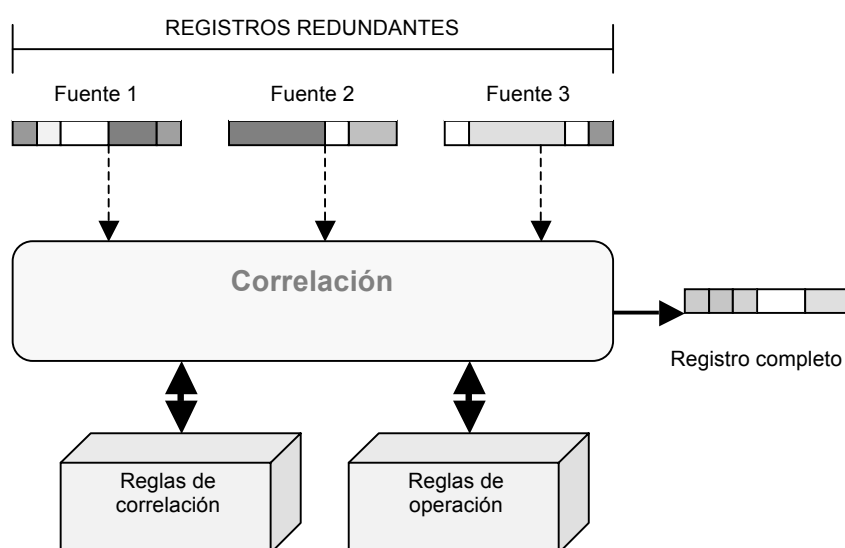 REGISTROS REDUNDANTES
Fuente 1
Fuente 2
Fuente 3
Correlación
Registro completo
Reglas de
correlación
Reglas de
operación